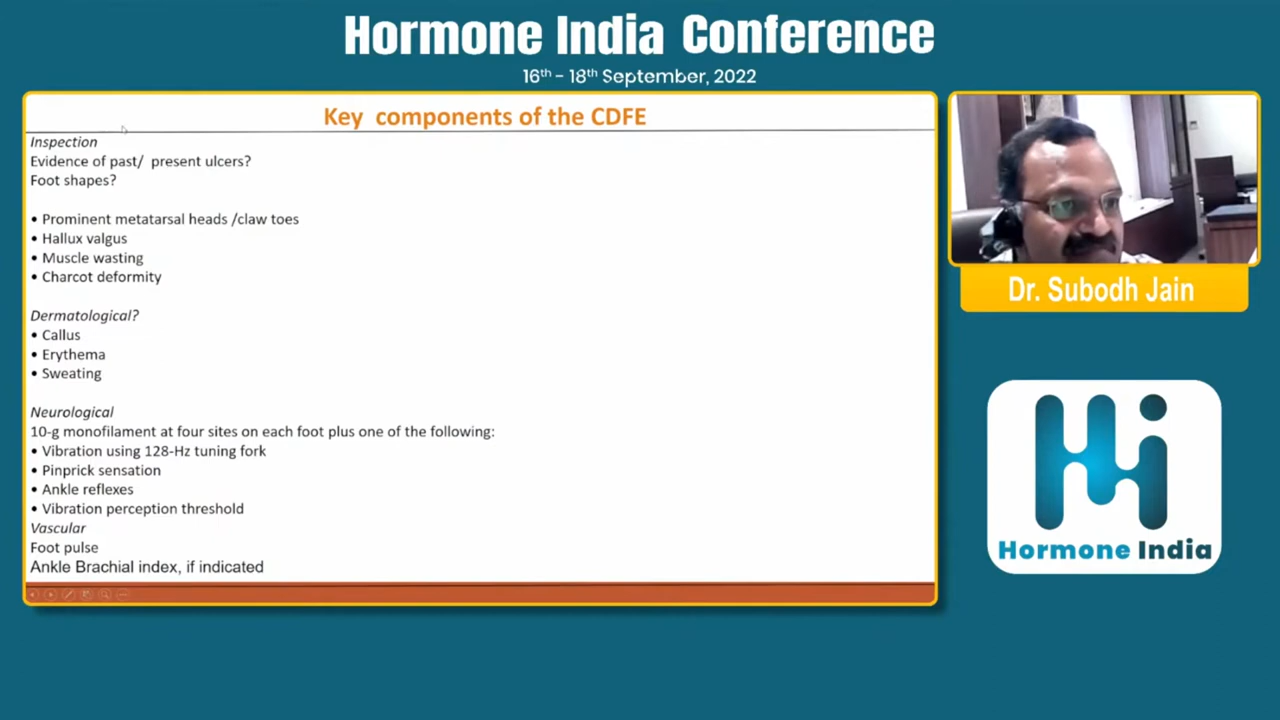 Hormone India Conference
16th - 18th September, 2022
Key components of the CDFE
Inspection
Evidence of past/ present ulcers?
Foot shapes?
• Prominent metatarsal heads /claw toes
• Hallux valgus
• Muscle wasting
• Charcot deformity
Dermatological?
• Callus
• Erythema
• Sweating
Neurological
10-g monofilament at four sites on each foot plus one of the following:
• Vibration using 128-Hz tuning fork
• Pinprick sensation
• Ankle reflexes
• Vibration perception threshold
Vascular
Foot pulse
Ankle Brachial index, if indicated
Dr. Subodh Jain
Hormone India